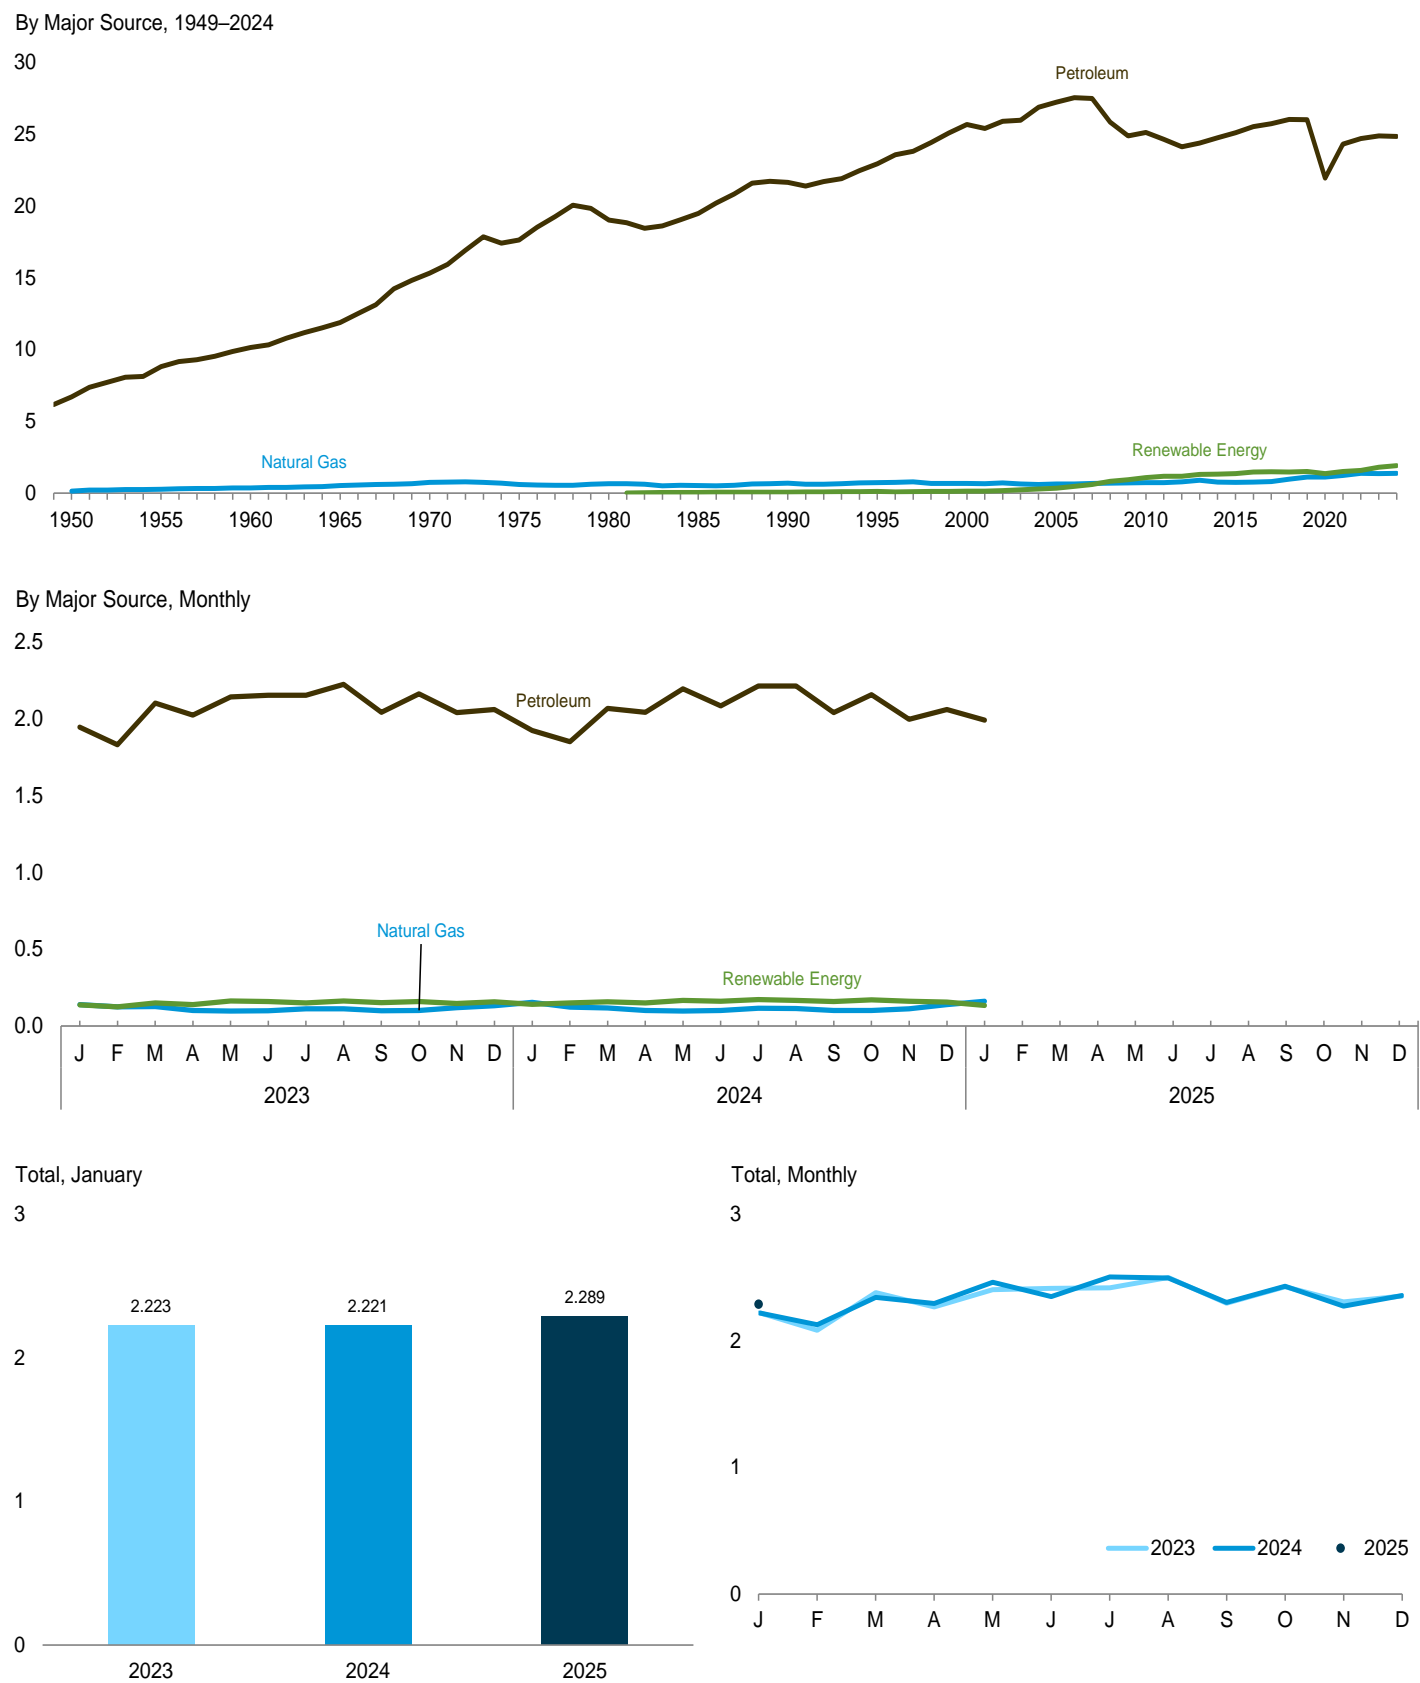 By Major Source, 1949–2024
30
Petroleum
25
20
15
10
5
Natural Gas
Renewable Energy
0
1950 1955 1960 1965 1970 1975 1980 1985 1990 1995 2000 2005 2010 2015 2020
By Major Source, Monthly
2.5
Petroleum
2.0
1.5
1.0
Natural Gas
0.5
Renewable Energy
0.0
J F M A M J J A S O N D J F M A M J J A S O N D J F M A M J J A S O N D
2023 2024 2025
Total, January
3
2.223 2.221 2.289
2
1
0
2023 2024 2025
Total, Monthly
3
2
1
2023 2024 2025
0
J F M A M J J A S O N D